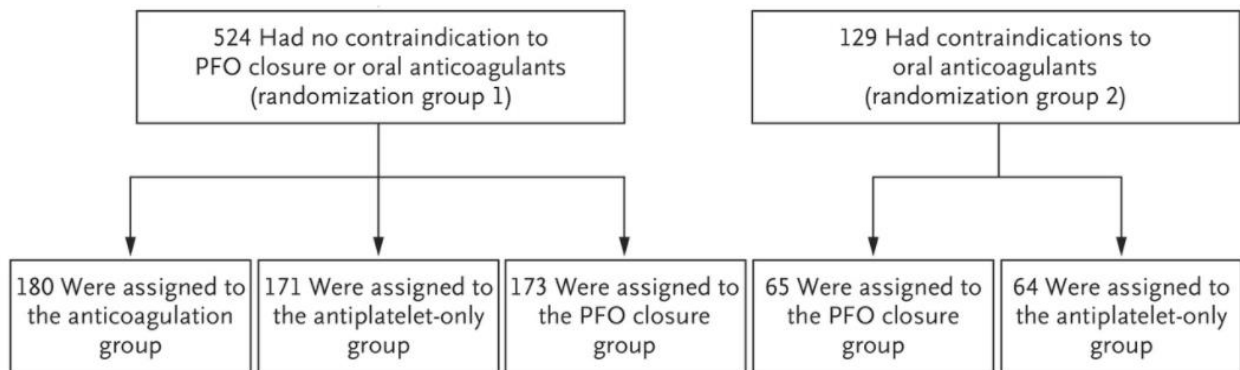 524 Had no contraindication to
PFO closure or oral anticoagulants
(randomization group 1)
129 Had contraindications to
oral anticoagulants
(randomization group 2)
180 Were assigned to
the anticoagulation
group
171 Were assigned to
the antiplatelet-only
group
173 Were assigned to
the PFO closure
group
65 Were assigned to
the PFO closure
group
64 Were assigned to
the antiplatelet-only
group